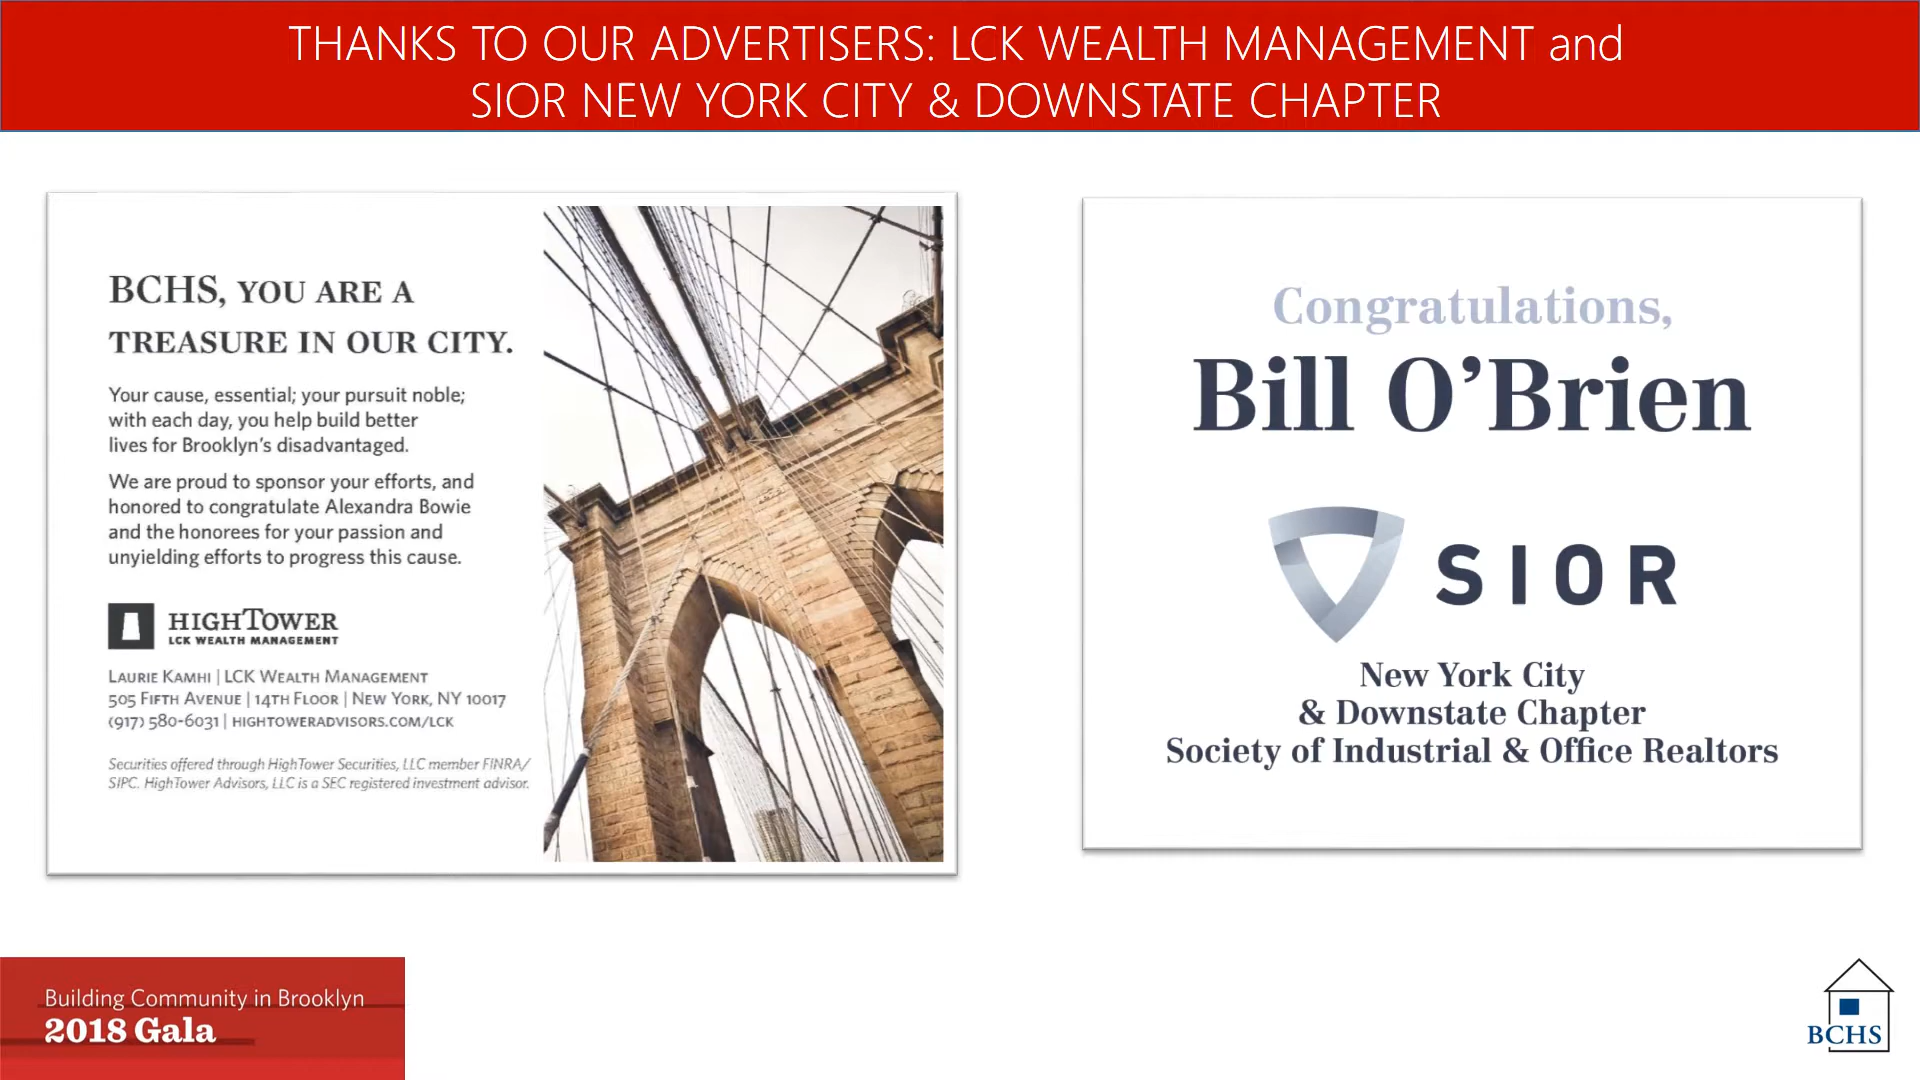 THANKS TO OUR ADVERTISERS: LCK WEALTH MANAGEMENT and
SIOR NEW YORK CITY & DOWNSTATE CHAPTER
BCHS, YOU ARE A
TREASURE IN OUR CITY.
Your cause, essential; your pursuit noble;
with each day, you help build better
lives for Brooklyn's disadvantaged.
We are proud to sponsor your efforts, and
honored to congratulate Alexandra Bowie
and the honorees for your passion and
unyielding efforts to progress this cause.
HIGHTOWER
LCK WEALTH MANAGEMENT
LAURIE KAMHI | LCK WEALTH MANAGEMENT
505 FIFTH AVENUE | 14TH FLOOR | NEW YORK, NY 10017
(917) 580-6031 | HIGHTOWERADVISORS.COM/LCK
Securities offered through HighTower Securities, LLC member FINRA/
SIPC. HighTower Advisors, LLC is a SEC registered investment advisor.
Congratulations,
Bill O'Brien
SIOR
New York City
& Downstate Chapter
Society of Industrial & Office Realtors
Building Community in Brooklyn
2018 Gala
BCHS